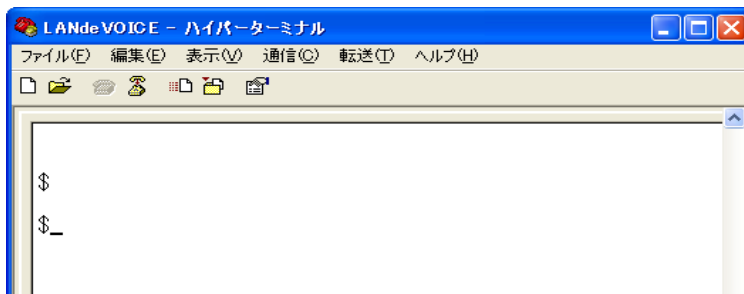 LANdeVOICE - ハイパーターミナル
ファイル(F) 編集(E) 表示(V) 通信(C) 転送(T) ヘルプ(H)
$
$_